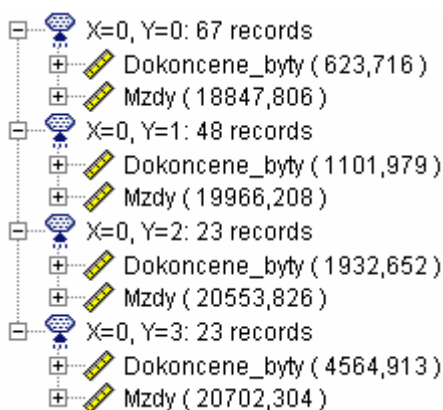 X=0, Y=0: 67 records
Dokoncene_byty ( 623,716 )
Mzdy ( 18847,806 )
X=0, Y=1: 48 records
Dokoncene_byty ( 1101,979 )
Mzdy ( 19966,208 )
X=0, Y=2: 23 records
Dokoncene_byty ( 1932,652 )
Mzdy ( 20553,826 )
X=0, Y=3: 23 records
Dokoncene_byty ( 4564,913 )
Mzdy ( 20702,304 )